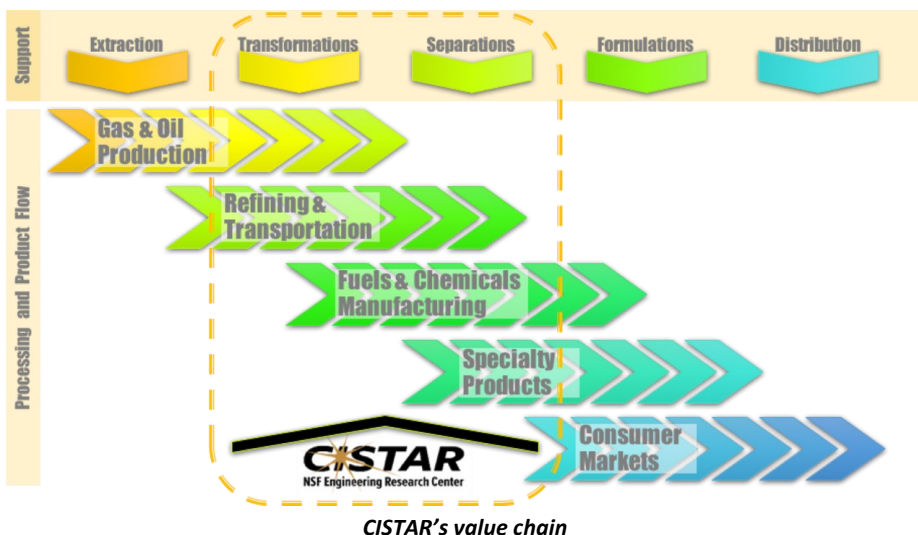 Support
Extraction
Transformations
Separations
Formulations
Distribution
Processing and Product Flow
Gas & Oil
Production
Refining &
Transportation
Fuels & Chemicals
Manufacturing
Specialty
Products
Consumer
Markets
CISTAR
NSF Engineering Research Center
CISTAR's value chain